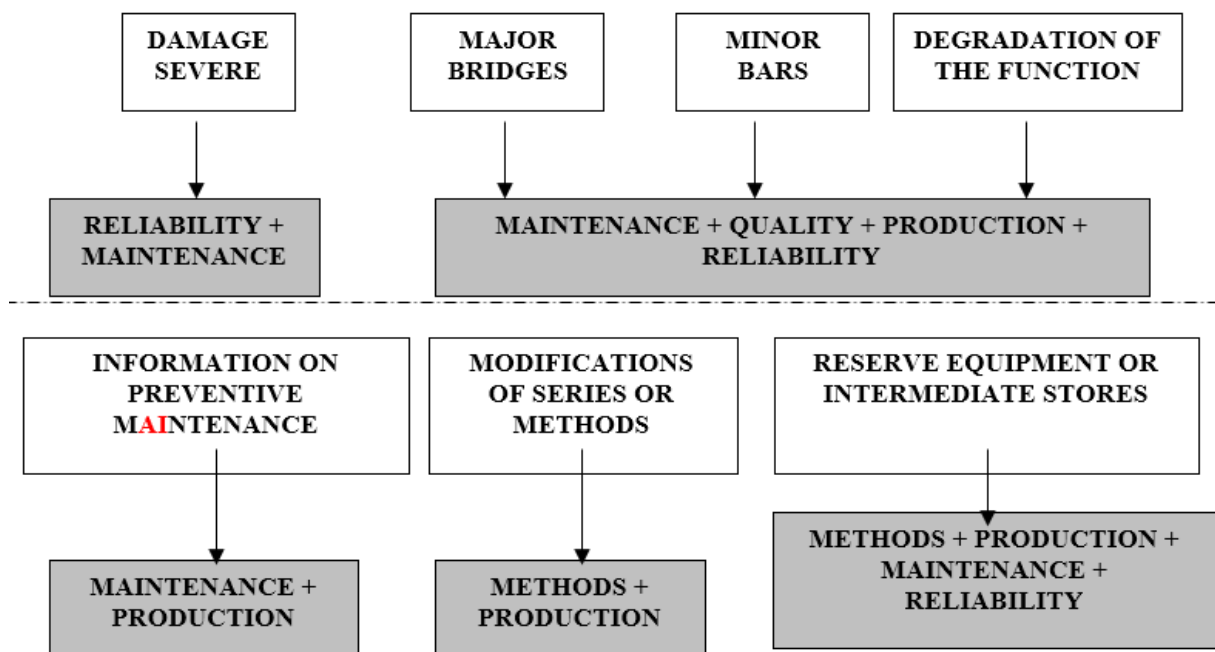 DAMAGE
SEVERE
MAJOR
BRIDGES
MINOR
BARS
DEGRADATION OF
THE FUNCTION
RELIABILITY +
MAINTENANCE
MAINTENANCE + QUALITY + PRODUCTION +
RELIABILITY
INFORMATION ON
PREVENTIVE
MAINTENANCE
MODIFICATIONS
OF SERIES OR
METHODS
RESERVE EQUIPMENT OR
INTERMEDIATE STORES
MAINTENANCE +
PRODUCTION
METHODS +
PRODUCTION
METHODS + PRODUCTION +
MAINTENANCE +
RELIABILITY